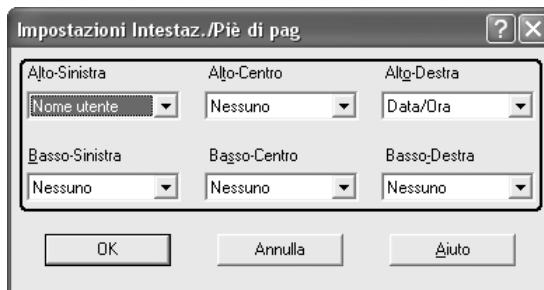 Impostazioni Intestaz./Piè di pag
Alto-Sinistra Alto-Centro Alto-Destra
Nome utente Nessuno Data/Ora
Basso-Sinistra Basso-Centro Basso-Destra
Nessuno Nessuno Nessuno
OK Annulla Aiuto